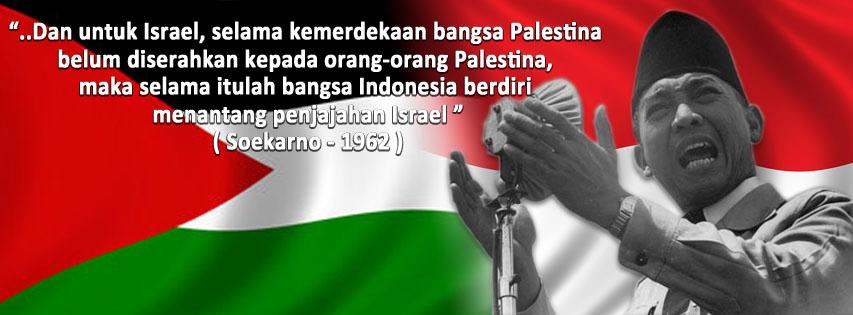 “..Dan untuk Israel, selama kemerdekaan bangsa Palestina
belum diserahkan kepada orang-orang Palestina,
maka selama itulah bangsa Indonesia berdiri
menantang penjajahan Israel ”
( Soekarno - 1962 )